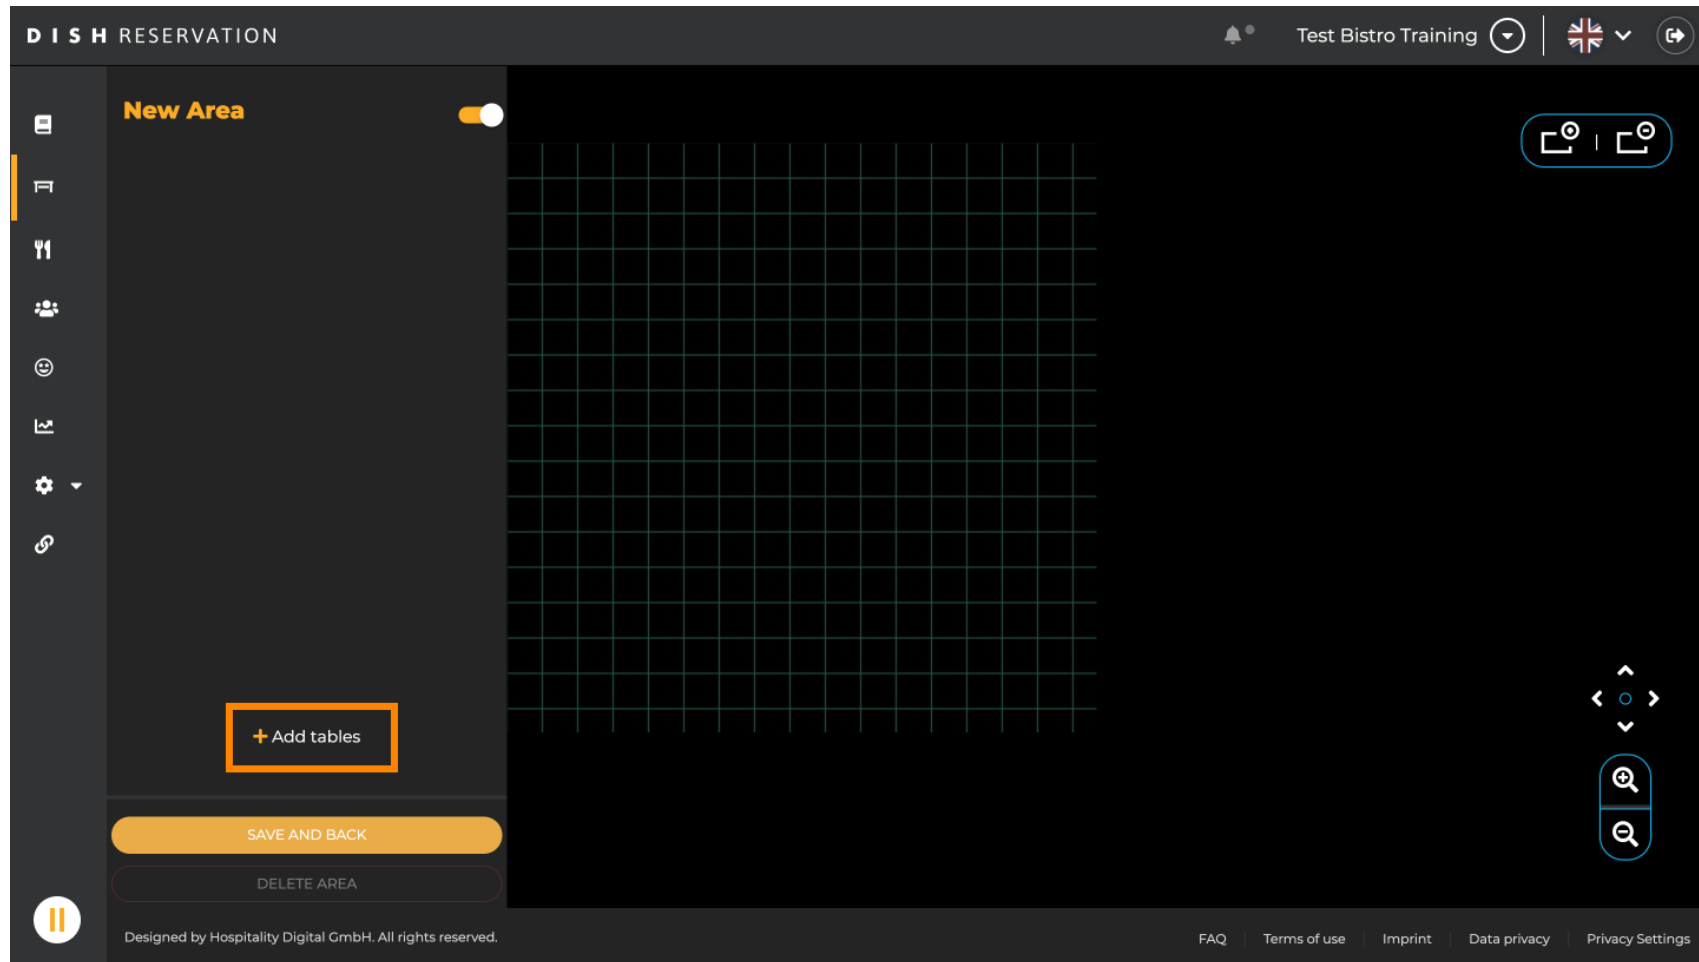 DISH RESERVATION
Test Bistro Training
New Area
+ Add tables
SAVE AND BACK
DELETE AREA
Designed by Hospitality Digital GmbH. All rights reserved.
FAQ
Terms of use
Imprint
Data privacy
Privacy Settings